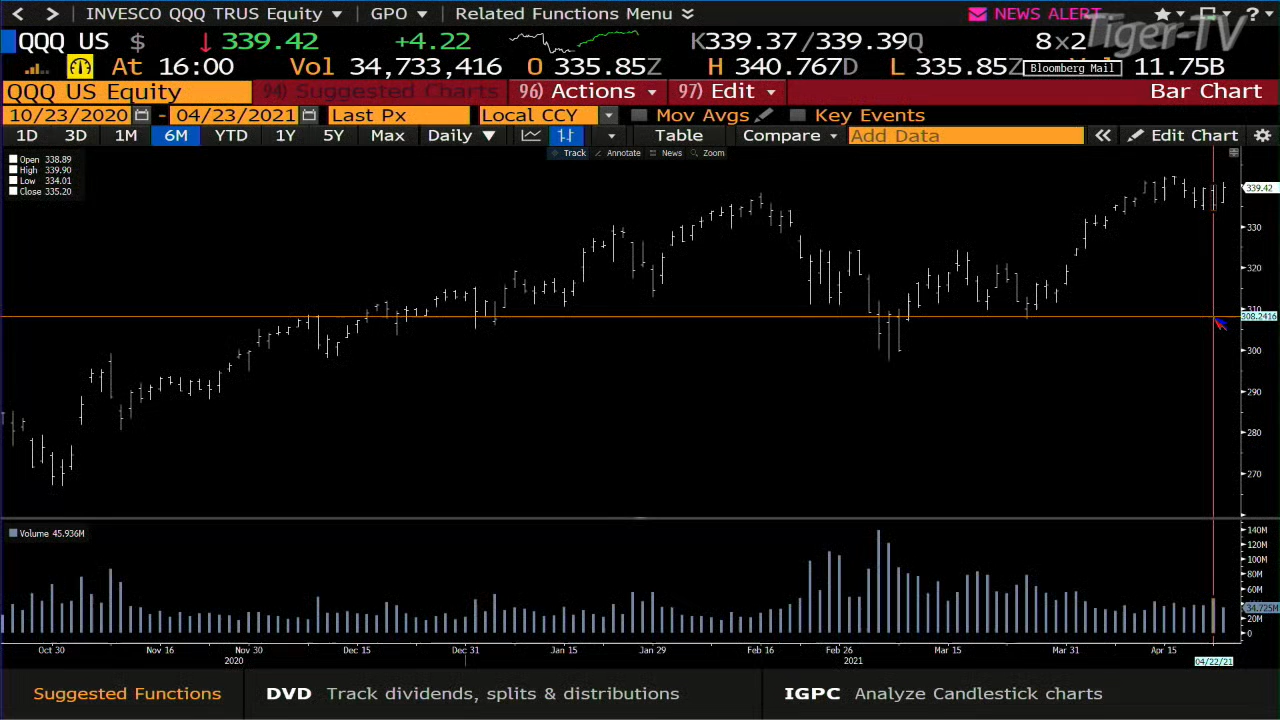 INVESCO QQQ TRUS Equity GPO Related Functions Menu NEWS ALERT
QQQ US $ 339.42 +4.22 K339.37/339.39Q 8x2
Tiger-TV
At 16:00 Vol 34,733,416 O 335.85Z H 340.767D L 335.85Z 11.75B
Bloomberg Mail
QQQ US Equity 94) Suggested Charts 96) Actions 97) Edit Bar Chart
10/23/2020 - 04/23/2021 Last Px Local CCY Mov Avgs Key Events
1D 3D 1M 6M YTD 1Y 5Y Max Daily Table Compare Add Data « Edit Chart
Track Annotate News Zoom
Open 338.89
High 339.90
Low 334.01
Close 335.20
339.42
330
320
310
308.2416
300
290
280
270
Volume 45.936M
140M
120M
100M
80M
60M
34.725M
20M
0
Oct 30 Nov 16 Nov 30 Dec 15 Dec 31 Jan 15 Jan 29 Feb 16 Feb 26 Mar 15 Mar 31 Apr 15
2020 2021 04/22/21
Suggested Functions DVD Track dividends, splits & distributions IGPC Analyze Candlestick charts